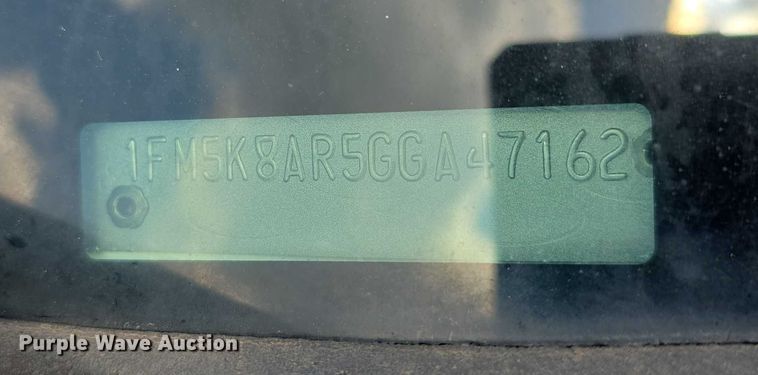 1FM5K8AR5GGA47162
Purple Wave Auction